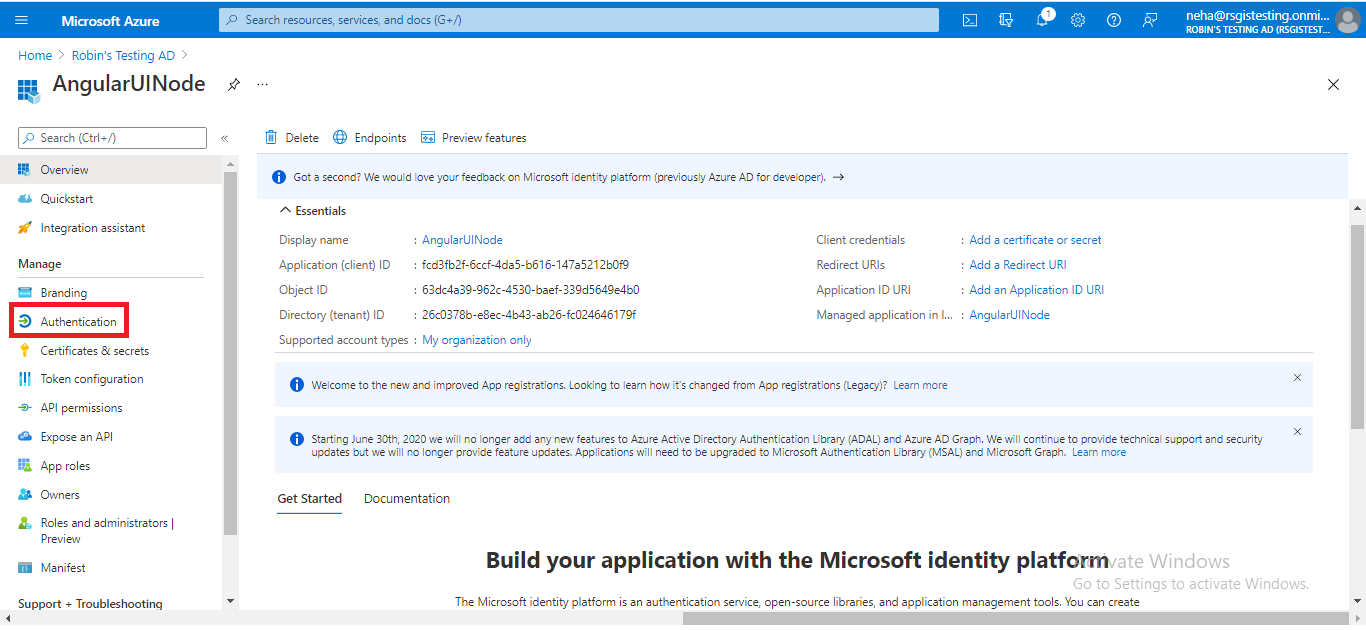 Microsoft Azure
Search resources, services, and docs (G+/)
1
neha@rsgistesting.onmi...
ROBIN'S TESTING AD (RSGISTEST...
Home > Robin's Testing AD >
AngularUINode
...
Search (Ctrl+/)
«
Overview
Quickstart
Integration assistant
Manage
Branding
Authentication
Certificates & secrets
Token configuration
API permissions
Expose an API
App roles
Owners
Roles and administrators |
Preview
Manifest
Support + Troubleshooting
Delete
Endpoints
Preview features
Got a second? We would love your feedback on Microsoft identity platform (previously Azure AD for developer). →
Essentials
Display name : AngularUINode
Application (client) ID : fcd3fb2f-6ccf-4da5-b616-147a5212b0f9
Object ID : 63dc4a39-962c-4530-baef-339d5649e4b0
Directory (tenant) ID : 26c0378b-e8ec-4b43-ab26-fc024646179f
Supported account types : My organization only
Client credentials : Add a certificate or secret
Redirect URIs : Add a Redirect URI
Application ID URI : Add an Application ID URI
Managed application in l... : AngularUINode
Welcome to the new and improved App registrations. Looking to learn how it's changed from App registrations (Legacy)? Learn more
Starting June 30th, 2020 we will no longer add any new features to Azure Active Directory Authentication Library (ADAL) and Azure AD Graph. We will continue to provide technical support and security
updates but we will no longer provide feature updates. Applications will need to be upgraded to Microsoft Authentication Library (MSAL) and Microsoft Graph. Learn more
Get Started
Documentation
Build your application with the Microsoft identity platform
The Microsoft identity platform is an authentication service, open-source libraries, and application management tools. You can create
Activate Windows
Go to Settings to activate Windows.